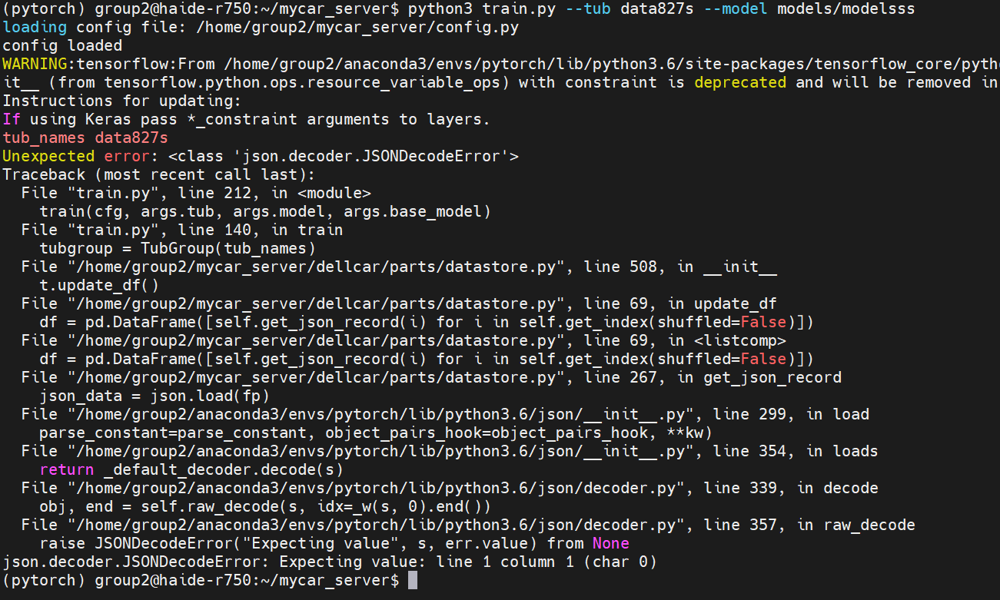 (pytorch) group2@haide-r750:~/mycar_server$ python3 train.py --tub data827s --model models/modelsss
loading config file: /home/group2/mycar_server/config.py
config loaded
WARNING:tensorflow:From /home/group2/anaconda3/envs/pytorch/lib/python3.6/site-packages/tensorflow_core/pyth
it__ (from tensorflow.python.ops.resource_variable_ops) with constraint is deprecated and will be removed in
Instructions for updating:
If using Keras pass *_constraint arguments to layers.
tub_names data827s
Unexpected error: <class 'json.decoder.JSONDecodeError'>
Traceback (most recent call last):
  File "train.py", line 212, in <module>
    train(cfg, args.tub, args.model, args.base_model)
  File "train.py", line 140, in train
    tubgroup = TubGroup(tub_names)
  File "/home/group2/mycar_server/dellcar/parts/datastore.py", line 508, in __init__
    t.update_df()
  File "/home/group2/mycar_server/dellcar/parts/datastore.py", line 69, in update_df
    df = pd.DataFrame([self.get_json_record(i) for i in self.get_index(shuffled=False)])
  File "/home/group2/mycar_server/dellcar/parts/datastore.py", line 69, in <listcomp>
    df = pd.DataFrame([self.get_json_record(i) for i in self.get_index(shuffled=False)])
  File "/home/group2/mycar_server/dellcar/parts/datastore.py", line 267, in get_json_record
    json_data = json.load(fp)
  File "/home/group2/anaconda3/envs/pytorch/lib/python3.6/json/__init__.py", line 299, in load
    parse_constant=parse_constant, object_pairs_hook=object_pairs_hook, **kw)
  File "/home/group2/anaconda3/envs/pytorch/lib/python3.6/json/__init__.py", line 354, in loads
    return _default_decoder.decode(s)
  File "/home/group2/anaconda3/envs/pytorch/lib/python3.6/json/decoder.py", line 339, in decode
    obj, end = self.raw_decode(s, idx=_w(s, 0).end())
  File "/home/group2/anaconda3/envs/pytorch/lib/python3.6/json/decoder.py", line 357, in raw_decode
    raise JSONDecodeError("Expecting value", s, err.value) from None
json.decoder.JSONDecodeError: Expecting value: line 1 column 1 (char 0)
(pytorch) group2@haide-r750:~/mycar_server$